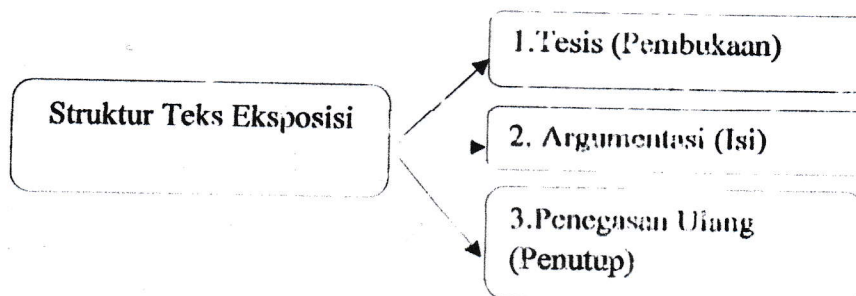 Struktur Teks Eksposisi
1.Tesis (Pembukaan)
2. Argumentasi (Isi)
3.Penegasan Ulang
(Penutup)